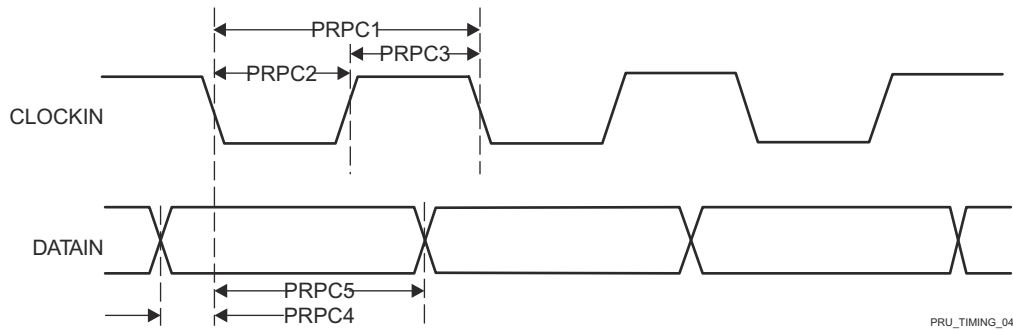 PRPC1
PRPC3
PRPC2
CLOCKIN
DATAIN
PRPC5
PRPC4
PRU_TIMING_04